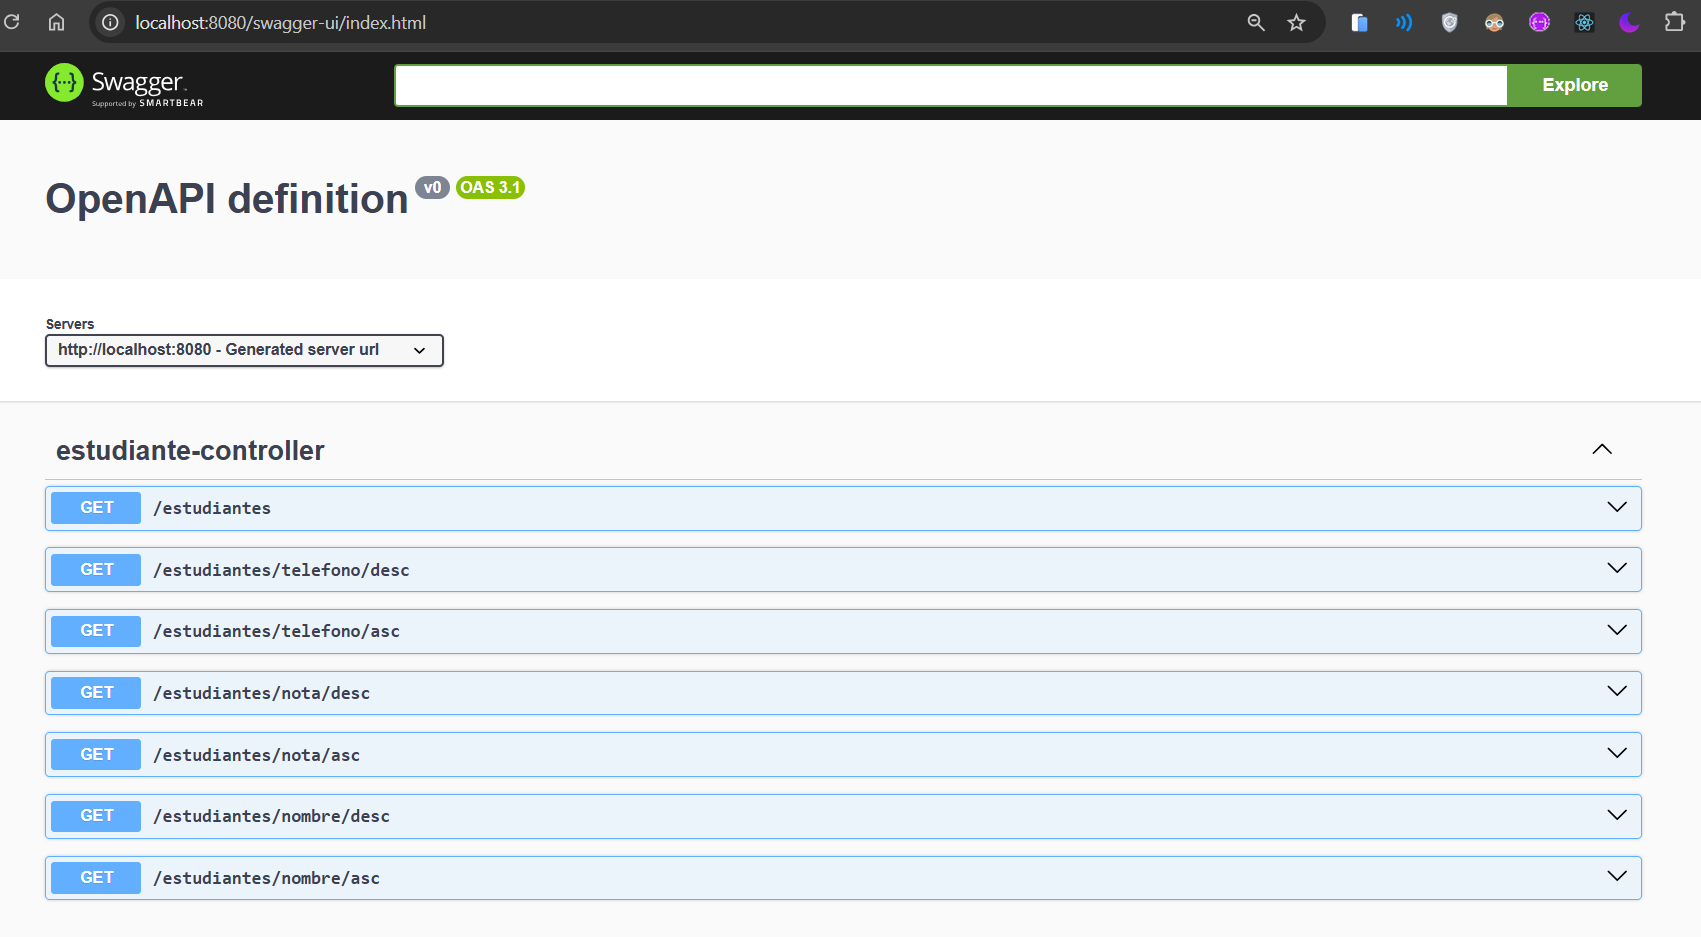 localhost:8080/swagger-ui/index.html
Swagger
Supported by SMARTBEAR
Explore
OpenAPI definition v0 OAS 3.1
Servers
http://localhost:8080 - Generated server url
estudiante-controller
GET /estudiantes
GET /estudiantes/telefono/desc
GET /estudiantes/telefono/asc
GET /estudiantes/nota/desc
GET /estudiantes/nota/asc
GET /estudiantes/nombre/desc
GET /estudiantes/nombre/asc